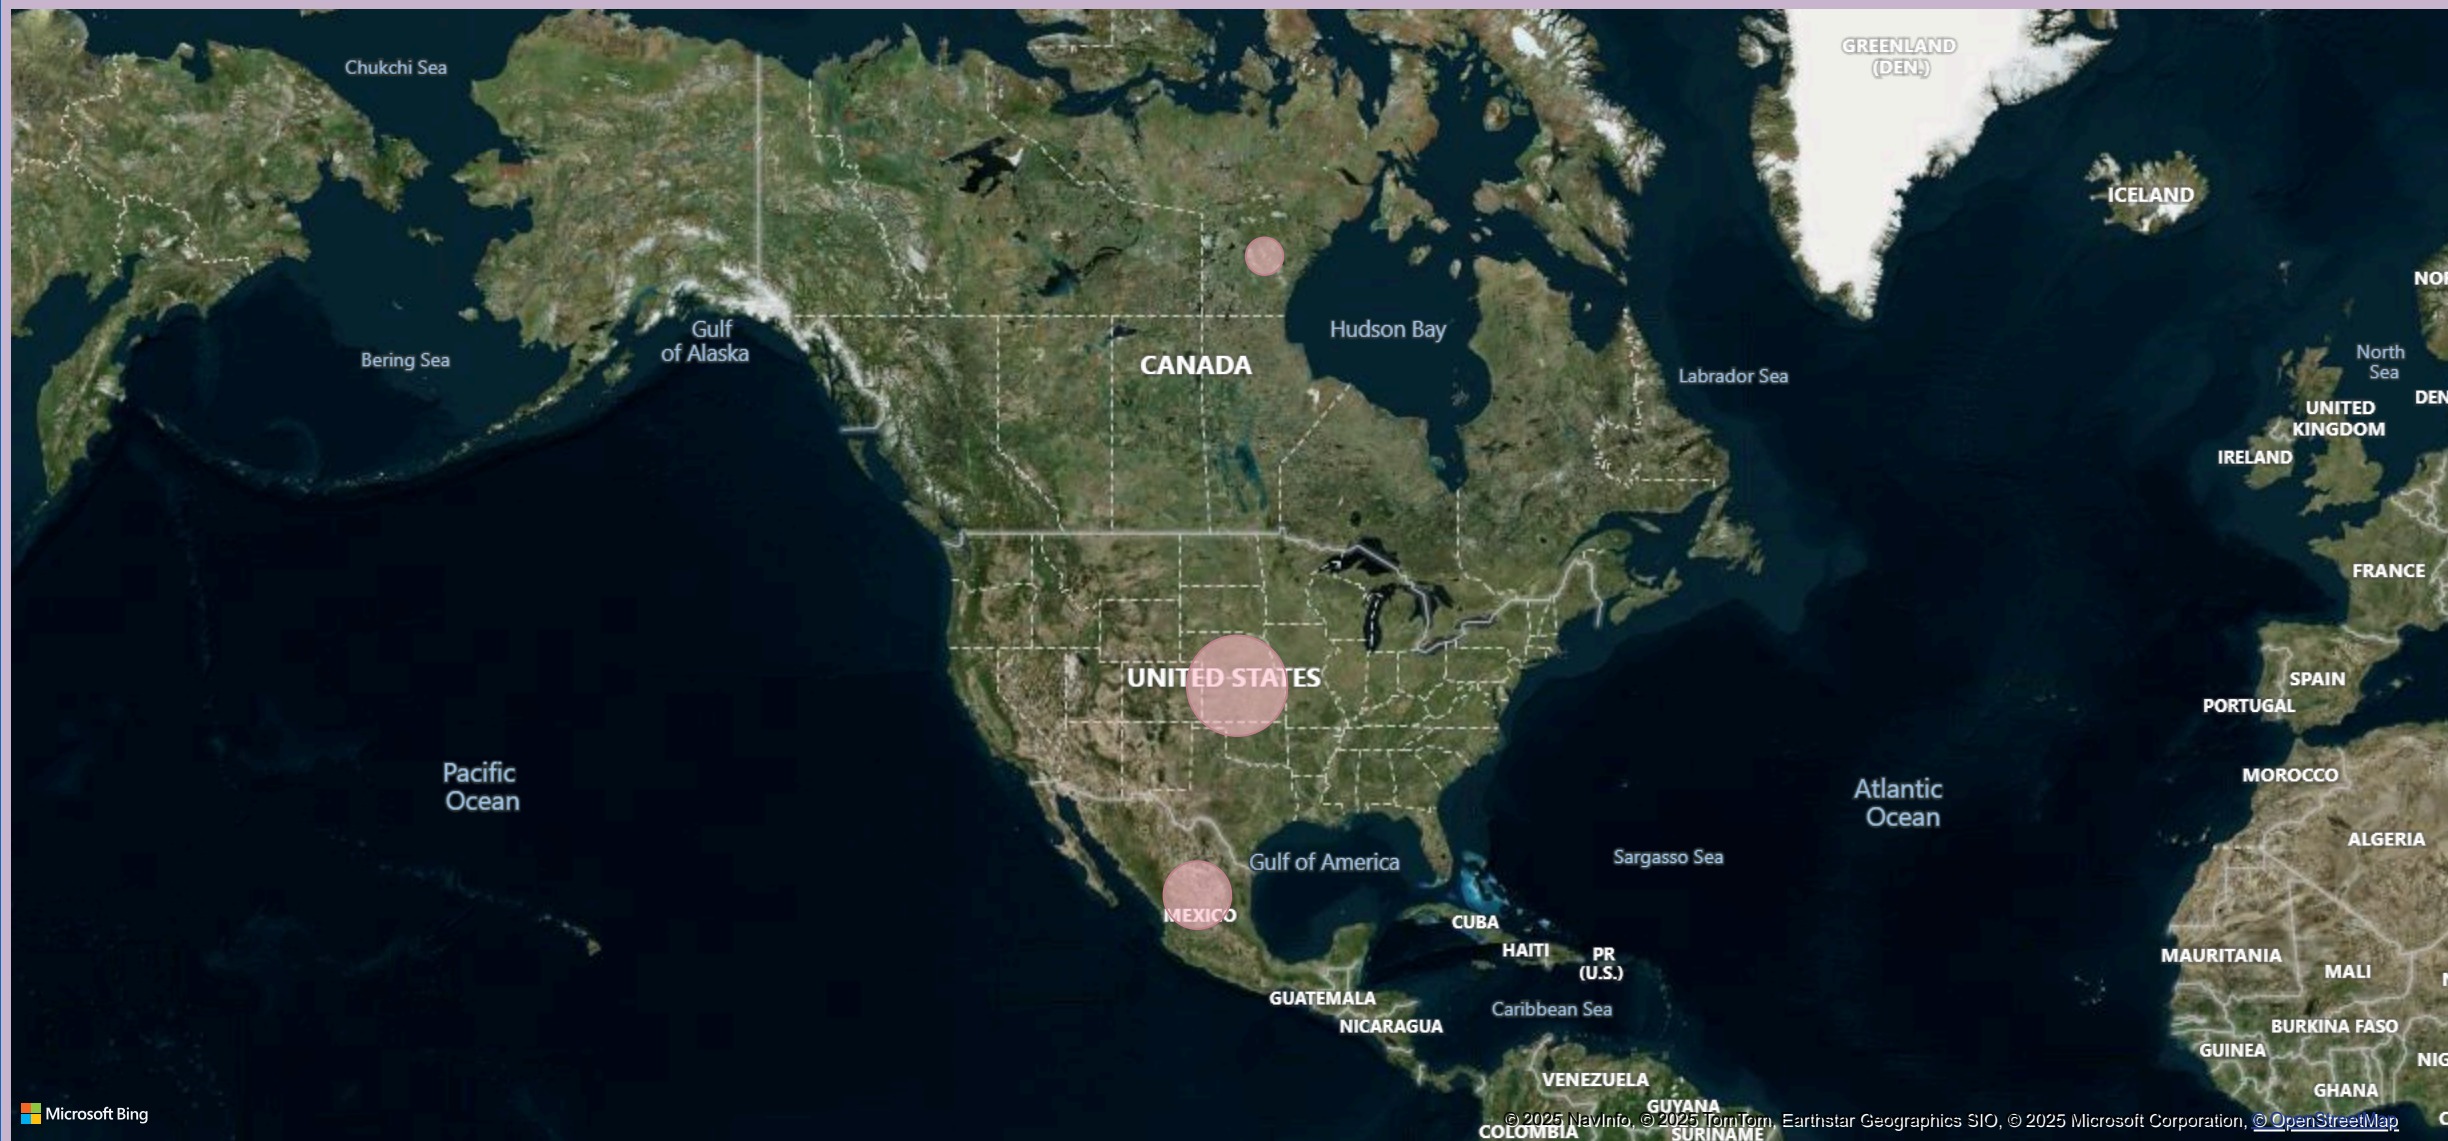 GREENLAND
(DEN.)
Chukchi Sea
ICELAND
NOR
Gulf
of Alaska
Hudson Bay
Bering Sea
CANADA
Labrador Sea
North
Sea
DEN
UNITED
KINGDOM
IRELAND
FRANCE
UNITED STATES
SPAIN
PORTUGAL
Pacific
Ocean
MOROCCO
Atlantic
Ocean
ALGERIA
Gulf of America
Sargasso Sea
MEXICO
CUBA
HAITI
PR
(U.S.)
MAURITANIA
MALI
GUATEMALA
Caribbean Sea
NICARAGUA
BURKINA FASO
GUINEA
NIG
VENEZUELA
GHANA
GUYANA
Microsoft Bing
© 2025 NavInfo, © 2025 TomTom, Earthstar Geographics SIO, © 2025 Microsoft Corporation, © OpenStreetMap
COLOMBIA
SURINAME